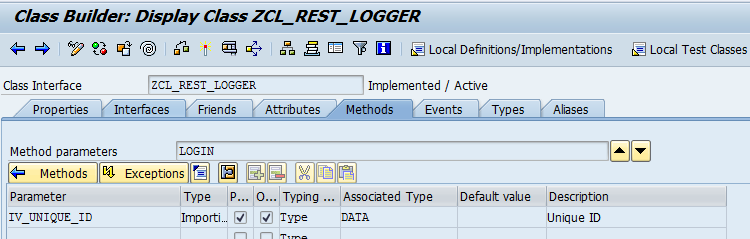 Class Builder: Display Class ZCL_REST_LOGGER
Local Definitions/Implementations Local Test Classes
Class Interface ZCL_REST_LOGGER Implemented / Active
Properties Interfaces Friends Attributes Methods Events Types Aliases
Method parameters LOGIN
Methods Exceptions
Parameter Type P... O... Typing ... Associated Type Default value Description
IV_UNIQUE_ID Importi... Type DATA Unique ID
Type